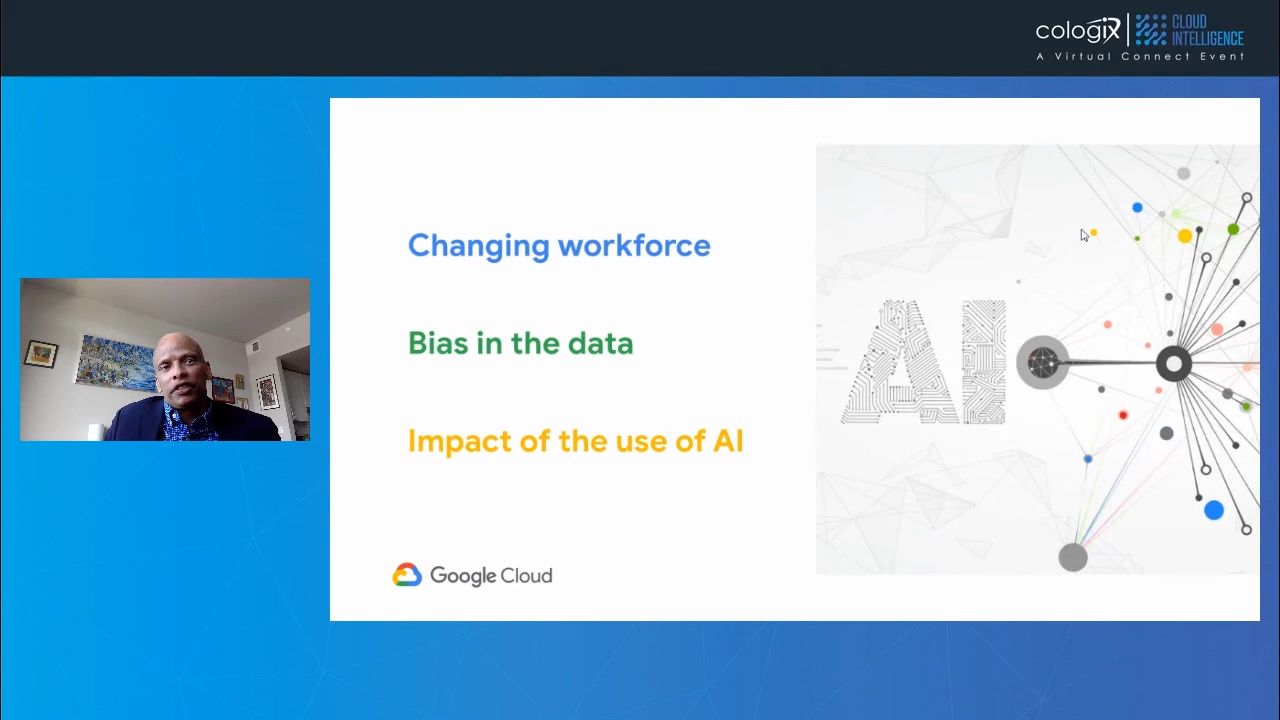 cologix
CLOUD
INTELLIGENCE
A Virtual Connect Event
Changing workforce
Bias in the data
Impact of the use of AI
AI
Google Cloud